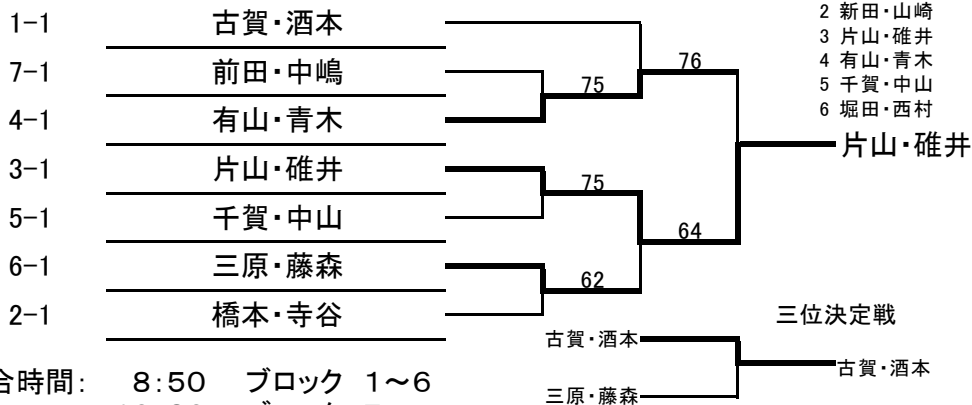 1-1 古賀・酒本
2 新田・山崎
3 片山・碓井
4 有山・青木
5 千賀・中山
6 堀田・西村
7-1 前田・中嶋
75
76
4-1 有山・青木
片山・碓井
3-1 片山・碓井
75
5-1 千賀・中山
64
6-1 三原・藤森
62
2-1 橋本・寺谷
三位決定戦
古賀・酒本
古賀・酒本
三原・藤森
合時間: 8:50 ブロック 1~6